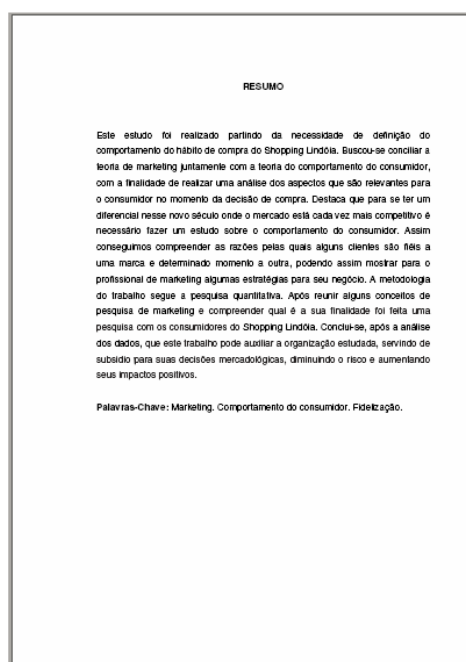 RESUMO
Este estudo foi realizado partindo da necessidade de definição do
comportamento do hábito de compra do Shopping Lindóia. Buscou-se conciliar a
teoria de marketing juntamente com a teoria do comportamento do consumidor,
com a finalidade de realizar uma análise dos aspectos que são relevantes para
o consumidor no momento da decisão de compra. Destaca que para se ter um
diferencial nesse novo século onde o mercado está cada vez mais competitivo é
necessário fazer um estudo sobre o comportamento do consumidor. Assim
conseguimos compreender as razões pelas quais alguns clientes são fiéis a
uma marca e determinado momento a outra, podendo assim mostrar para o
profissional de marketing algumas estratégias para seu negócio. A metodologia
do trabalho segue a pesquisa quantitativa. Após reunir alguns conceitos de
pesquisa de marketing e compreender qual é a sua finalidade foi feita uma
pesquisa com os consumidores do Shopping Lindóia. Conclui-se, após a análise
dos dados, que este trabalho pode auxiliar a organização estudada, servindo de
subsídio para suas decisões mercadológicas, diminuindo o risco e aumentando
seus impactos positivos.
Palavras-Chave: Marketing. Comportamento do consumidor. Fidelização.